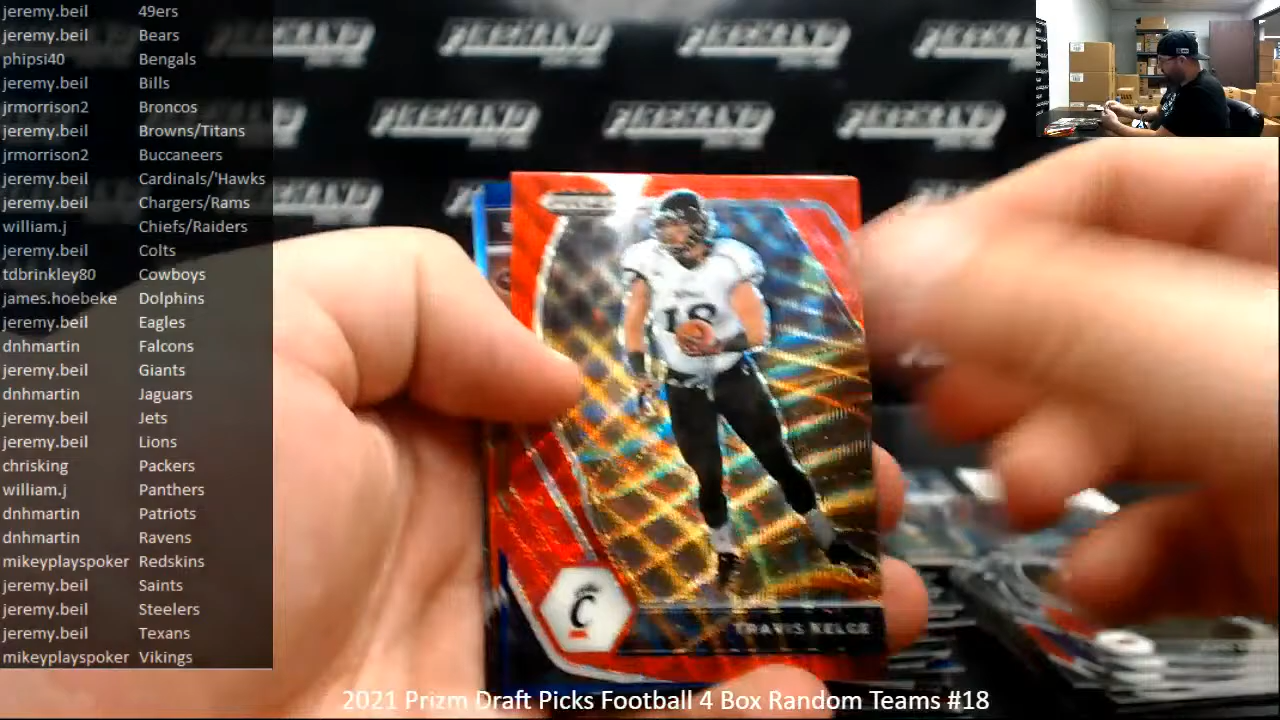 jeremy.beil 49ers
jeremy.beil Bears
phipsi40 Bengals
jeremy.beil Bills
jrmorrison2 Broncos
jeremy.beil Browns/Titans
jrmorrison2 Buccaneers
jeremy.beil Cardinals/'Hawks
jeremy.beil Chargers/Rams
william.j Chiefs/Raiders
jeremy.beil Colts
tdbrinkley80 Cowboys
james.hoebeke Dolphins
jeremy.beil Eagles
dnhmartin Falcons
jeremy.beil Giants
dnhmartin Jaguars
jeremy.beil Jets
jeremy.beil Lions
chrisking Packers
william.j Panthers
dnhmartin Patriots
dnhmartin Ravens
mikeyplayspoker Redskins
jeremy.beil Saints
jeremy.beil Steelers
jeremy.beil Texans
mikeyplayspoker Vikings
18
C
TRAVIS KELCE
2021 Prizm Draft Picks Football 4 Box Random Teams #18